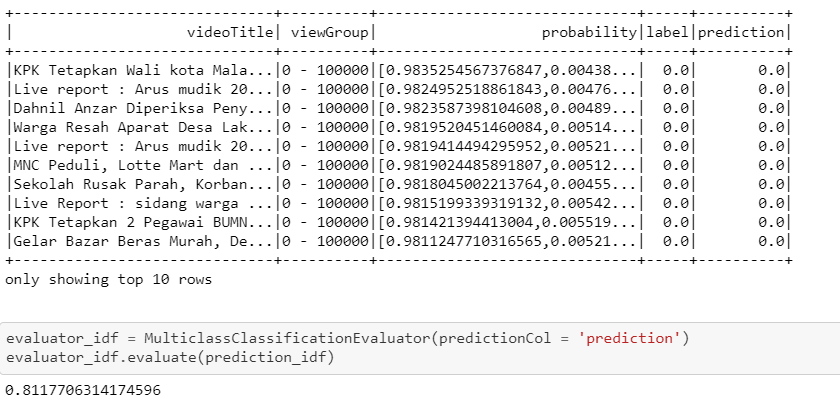 +--------------------+----------+--------------------+-----+----------+
| videoTitle| viewGroup| probability|label|prediction|
+--------------------+----------+--------------------+-----+----------+
|KPK Tetapkan Wali kota Mala...|0 - 100000|[0.9835254567376847,0.00438...| 0.0| 0.0|
|Live report : Arus mudik 20...|0 - 100000|[0.9824952518861843,0.00476...| 0.0| 0.0|
|Dahnil Anzar Diperiksa Peny...|0 - 100000|[0.9823587398104608,0.00489...| 0.0| 0.0|
|Warga Resah Aparat Desa Lak...|0 - 100000|[0.9819520451460084,0.00514...| 0.0| 0.0|
|Live report : Arus mudik 20...|0 - 100000|[0.9819414494295952,0.00521...| 0.0| 0.0|
|MNC Peduli, Lotte Mart dan ...|0 - 100000|[0.9819024485891807,0.00512...| 0.0| 0.0|
|Sekolah Rusak Parah, Korban...|0 - 100000|[0.9818045002213764,0.00455...| 0.0| 0.0|
|Live Report : sidang warga ...|0 - 100000|[0.9815199339319132,0.00542...| 0.0| 0.0|
|KPK Tetapkan 2 Pegawai BUMN...|0 - 100000|[0.981421394413004,0.005519...| 0.0| 0.0|
|Gelar Bazar Beras Murah, De...|0 - 100000|[0.9811247710316565,0.00521...| 0.0| 0.0|
+--------------------+----------+--------------------+-----+----------+
only showing top 10 rows
evaluator_idf = MulticlassClassificationEvaluator(predictionCol = 'prediction')
evaluator_idf.evaluate(prediction_idf)
0.8117706314174596